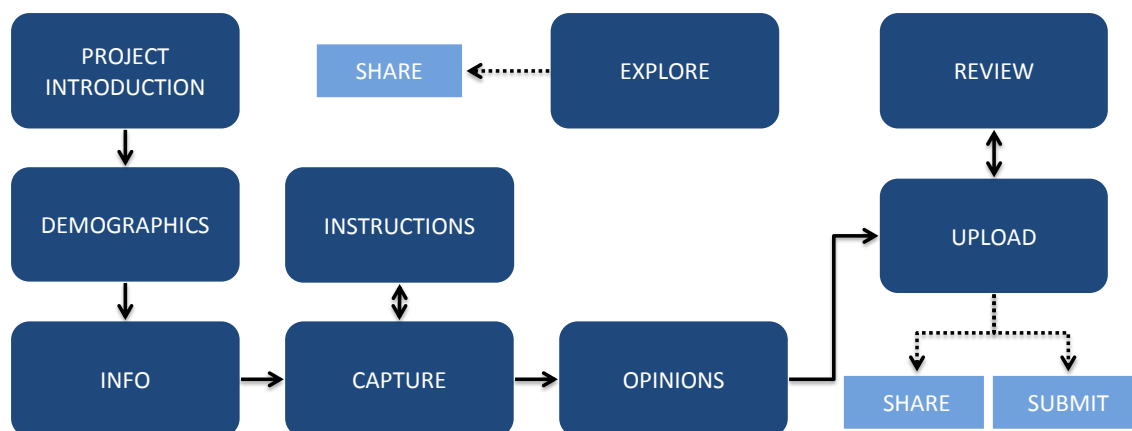 PROJECT
INTRODUCTION
SHARE
EXPLORE
REVIEW
DEMOGRAPHICS
INSTRUCTIONS
UPLOAD
INFO
CAPTURE
OPINIONS
SHARE
SUBMIT